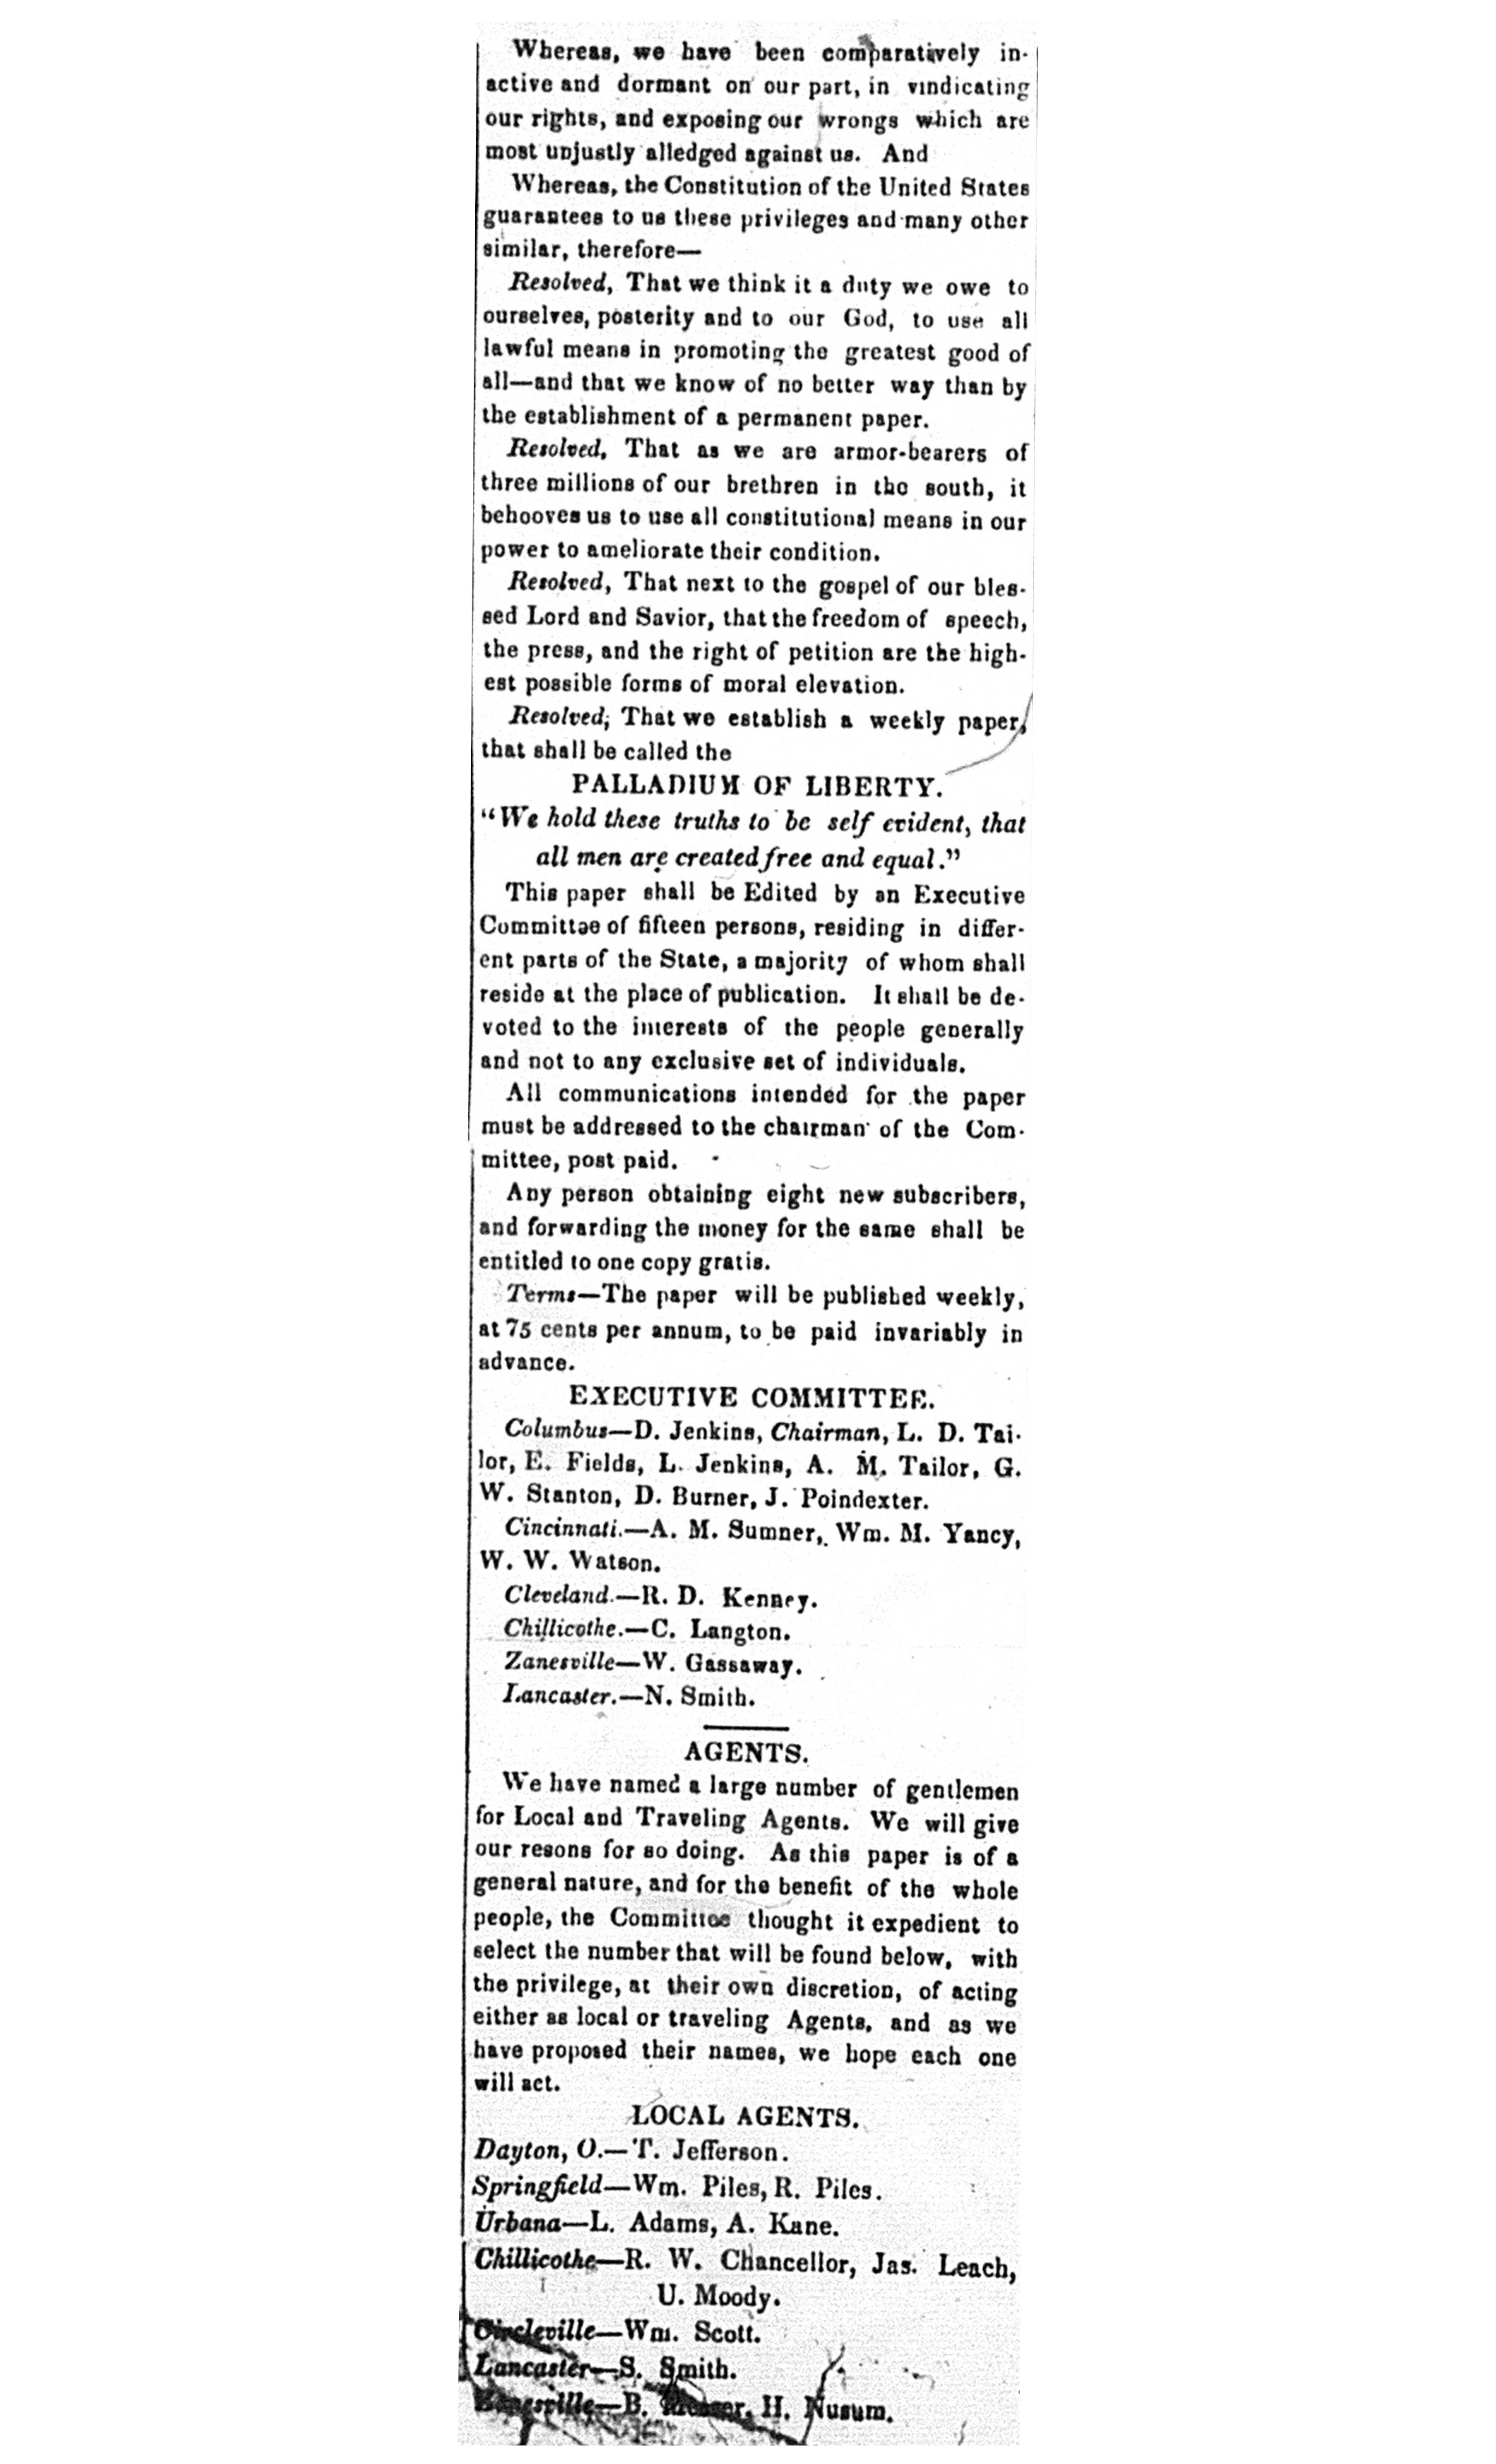 Whereas, we have been comparatively in-
active and dormant on our part, in vindicating
our rights, and exposing our wrongs which are
most unjustly alledged against us. And
Whereas, the Constitution of the United States
guarantees to us these privileges and many other
similar, therefore—
Resolved, That we think it a duty we owe to
ourselves, posterity and to our God, to use all
lawful means in promoting the greatest good of
all—and that we know of no better way than by
the establishment of a permanent paper.
Resolved, That as we are armor-bearers of
three millions of our brethren in the south, it
behooves us to use all constitutional means in our
power to ameliorate their condition.
Resolved, That next to the gospel of our bles-
sed Lord and Savior, that the freedom of speech,
the press, and the right of petition are the high-
est possible forms of moral elevation.
Resolved, That we establish a weekly paper,
that shall be called the
PALLADIUM OF LIBERTY.
"We hold these truths to be self evident, that
all men are created free and equal."
This paper shall be Edited by an Executive
Committee of fifteen persons, residing in differ-
ent parts of the State, a majority of whom shall
reside at the place of publication. It shall be de-
voted to the interests of the people generally
and not to any exclusive set of individuals.
All communications intended for the paper
must be addressed to the chairman of the Com-
mittee, post paid.
Any person obtaining eight new subscribers,
and forwarding the money for the same shall be
entitled to one copy gratis.
Terms—The paper will be published weekly,
at 75 cents per annum, to be paid invariably in
advance.
EXECUTIVE COMMITTEE.
Columbus—D. Jenkins, Chairman, L. D. Tai-
lor, E. Fields, L. Jenkins, A. M. Tailor, G.
W. Stanton, D. Burner, J. Poindexter.
Cincinnati.—A. M. Sumner, Wm. M. Yancy,
W. W. Watson.
Cleveland.—R. D. Kenney.
Chillicothe.—C. Langton.
Zanesville—W. Gassaway.
Lancaster.—N. Smith.
AGENTS.
We have named a large number of gentlemen
for Local and Traveling Agents. We will give
our resons for so doing. As this paper is of a
general nature, and for the benefit of the whole
people, the Committee thought it expedient to
select the number that will be found below, with
the privilege, at their own discretion, of acting
either as local or traveling Agents, and as we
have proposed their names, we hope each one
will act.
LOCAL AGENTS.
Dayton, O.—T. Jefferson.
Springfield—Wm. Piles, R. Piles.
Urbana—L. Adams, A. Kane.
Chillicothe—R. W. Chancellor, Jas. Leach,
U. Moody.
Circleville—Wm. Scott.
Lancaster—S. Smith.
Zanesville—B. H. Nusum.